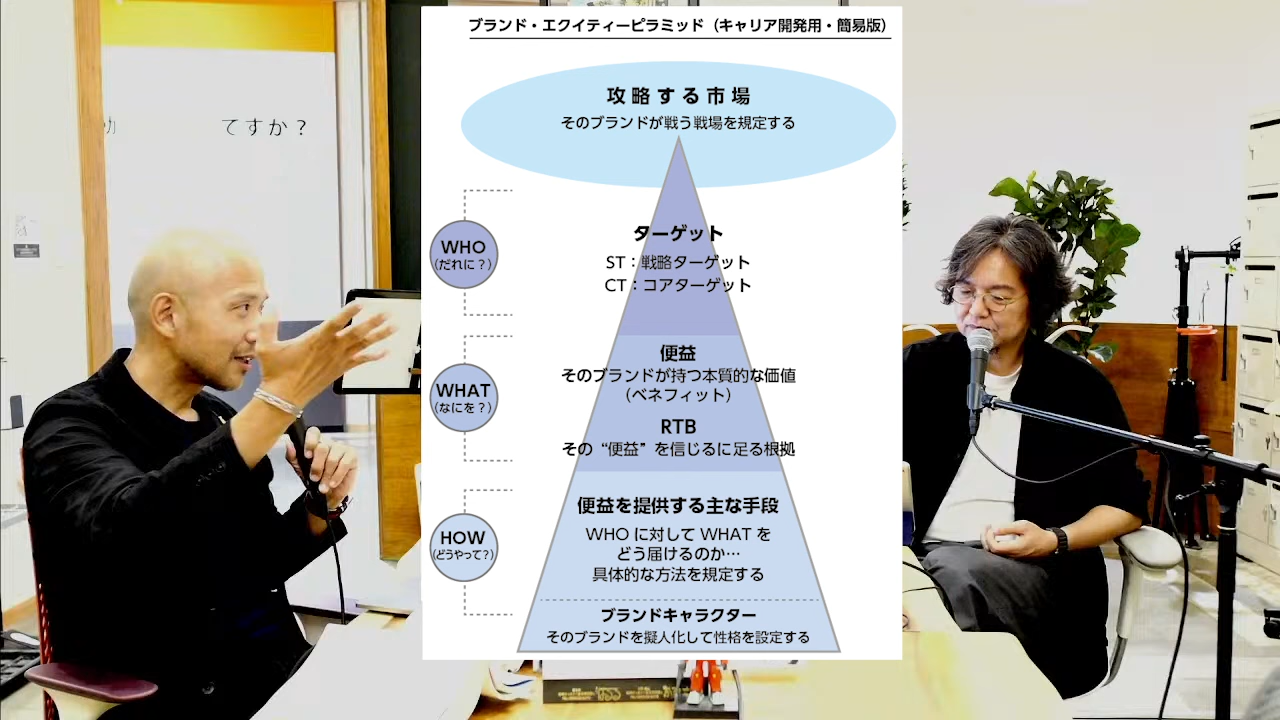 ブランド・エクイティーピラミッド（キャリア開発用・簡易版）
攻略する市場
そのブランドが戦う戦場を規定する
WHO
（だれに？）
ターゲット
ST：戦略ターゲット
CT：コアターゲット
WHAT
（なにを？）
便益
そのブランドが持つ本質的な価値
（ベネフィット）
RTB
その“便益”を信じるに足る根拠
HOW
（どうやって？）
便益を提供する主な手段
WHO に対して WHAT を
どう届けるのか…
具体的な方法を規定する
ブランドキャラクター
そのブランドを擬人化して性格を設定する
てすか？